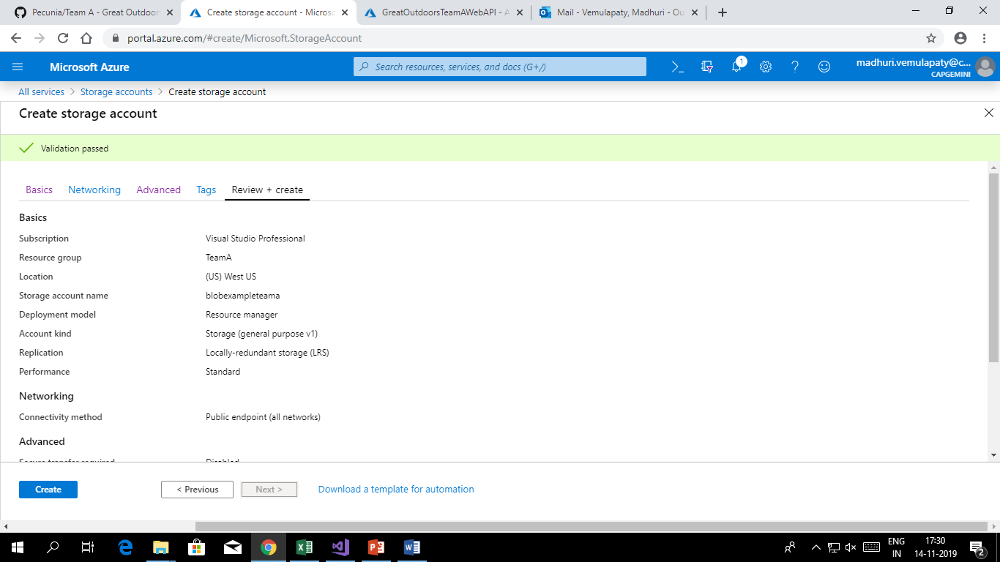 Pecunia/Team A - Great Outdoor
Create storage account - Micros
GreatOutdoorsTeamAWebAPI - A
Mail - Vemulapaty, Madhuri - Ou
portal.azure.com/#create/Microsoft.StorageAccount
Microsoft Azure
Search resources, services, and docs (G+/)
1
madhuri.vemulapaty@c...
CAPGEMINI
All services > Storage accounts > Create storage account
Create storage account
Validation passed
Basics Networking Advanced Tags Review + create
Basics
Subscription Visual Studio Professional
Resource group TeamA
Location (US) West US
Storage account name blobexampleteama
Deployment model Resource manager
Account kind Storage (general purpose v1)
Replication Locally-redundant storage (LRS)
Performance Standard
Networking
Connectivity method Public endpoint (all networks)
Advanced
Secure transfer required Disabled
Create < Previous Next > Download a template for automation
ENG
IN
17:30
14-11-2019
2